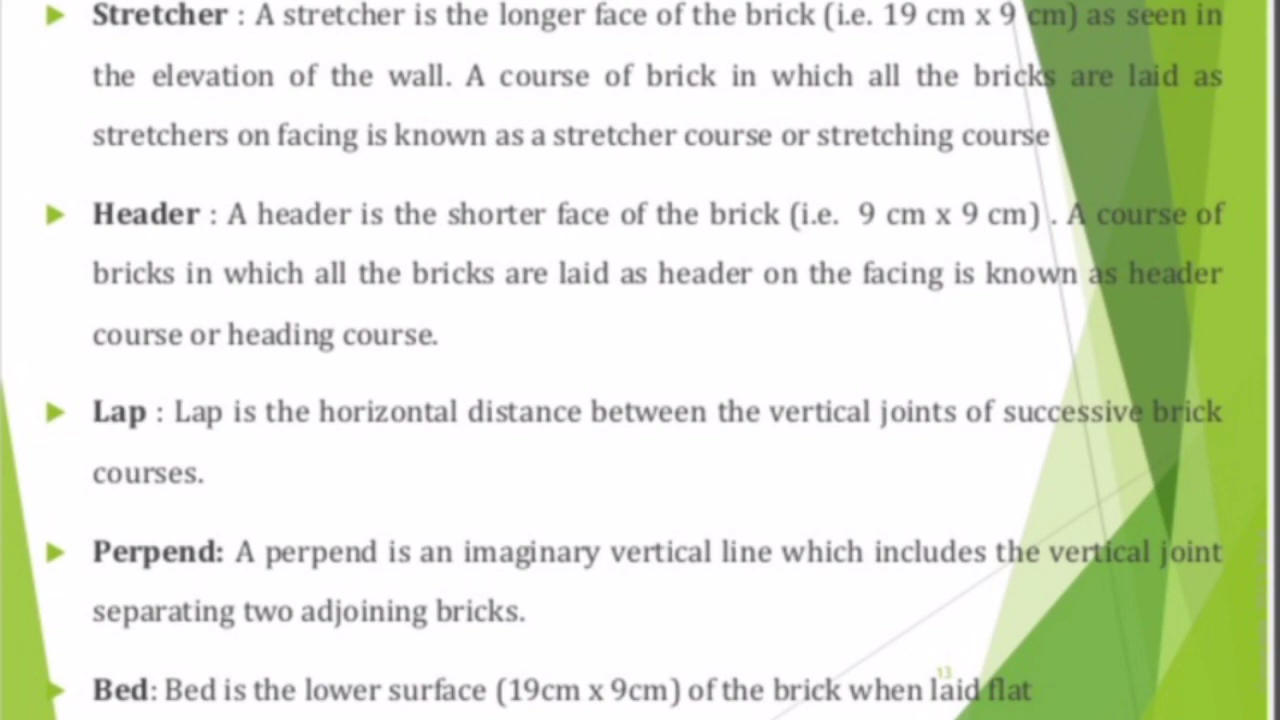 Stretcher : A stretcher is the longer face of the brick (i.e. 19 cm x 9 cm) as seen in
the elevation of the wall. A course of brick in which all the bricks are laid as
stretchers on facing is known as a stretcher course or stretching course
Header : A header is the shorter face of the brick (i.e. 9 cm x 9 cm) . A course of
bricks in which all the bricks are laid as header on the facing is known as header
course or heading course.
Lap : Lap is the horizontal distance between the vertical joints of successive brick
courses.
Perpend: A perpend is an imaginary vertical line which includes the vertical joint
separating two adjoining bricks.
13
Bed: Bed is the lower surface (19cm x 9cm) of the brick when laid flat